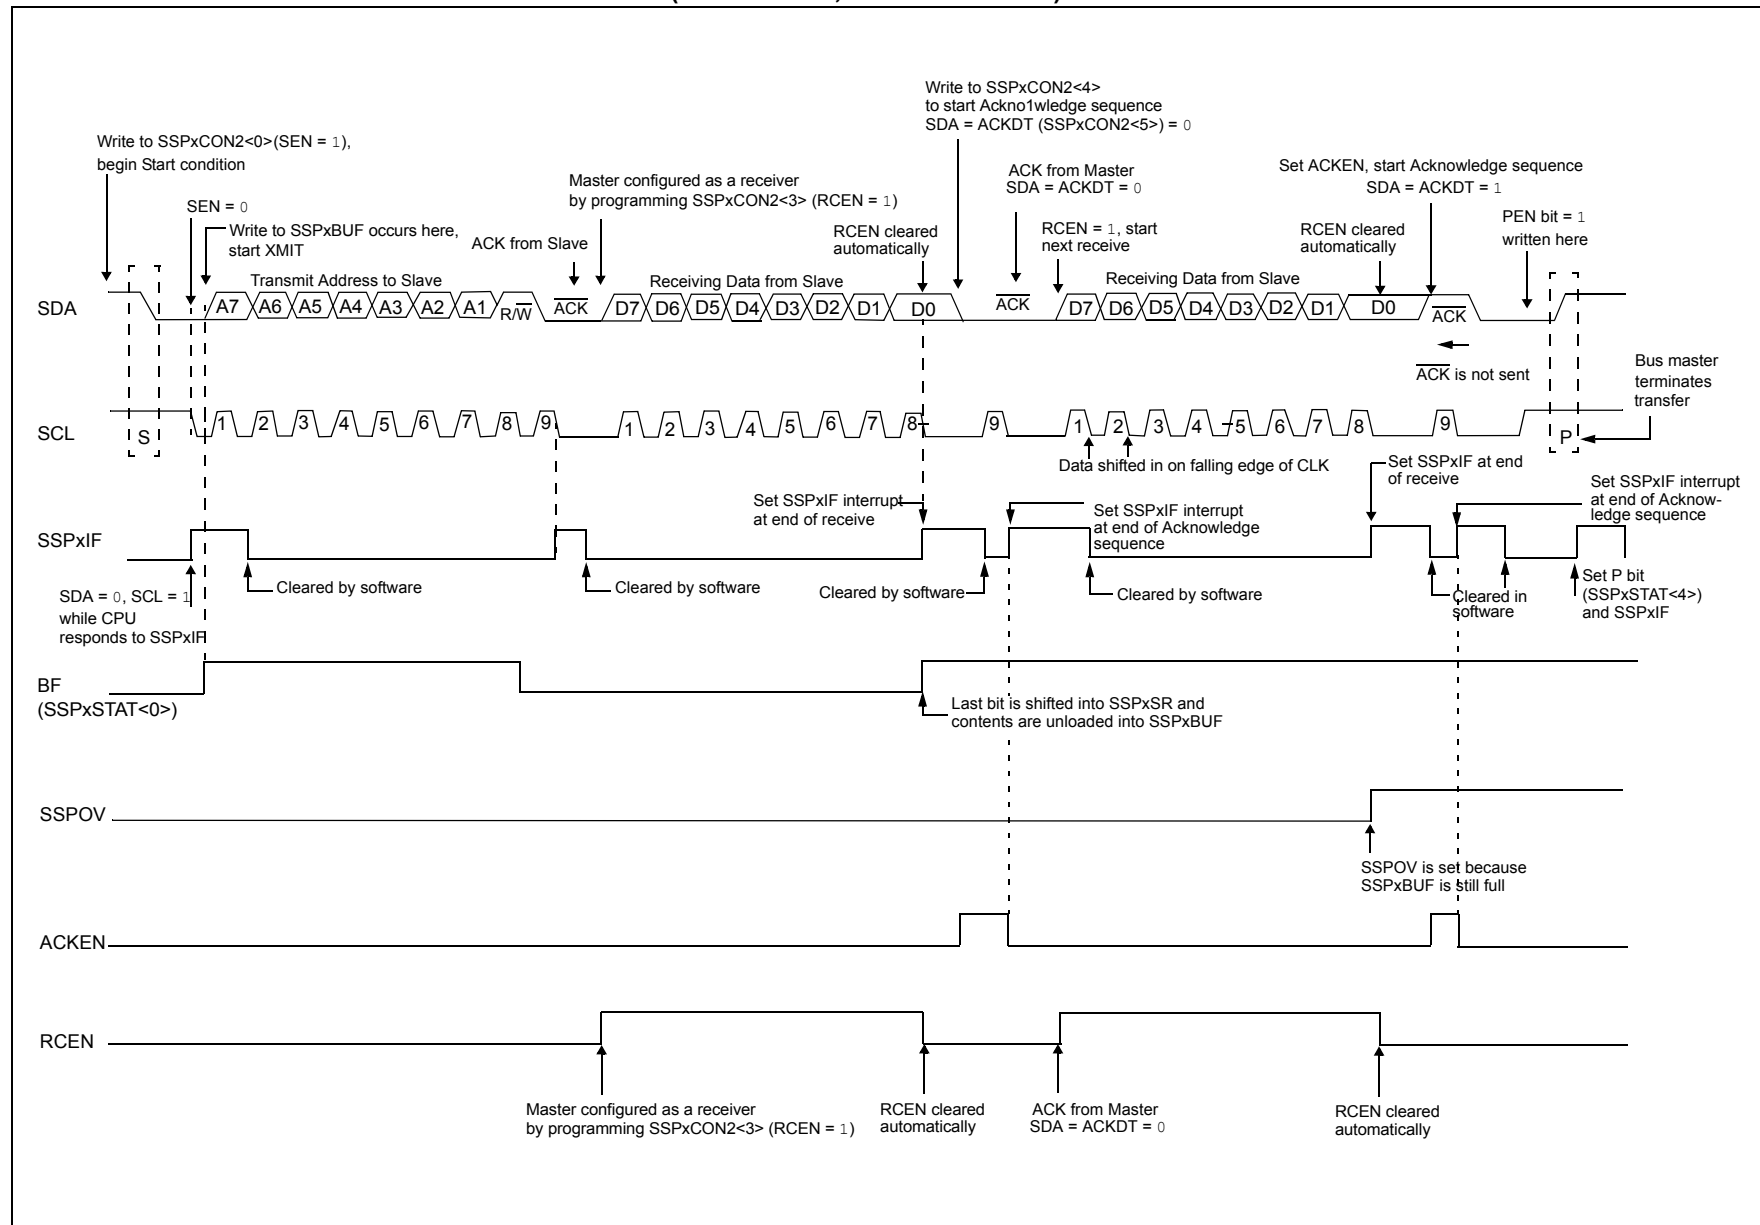 Write to SSPxCON2<4>
to start Ackno1wledge sequence
SDA = ACKDT (SSPxCON2<5>) = 0
Write to SSPxCON2<0>(SEN = 1),
begin Start condition
ACK from Master
SDA = ACKDT = 0
Set ACKEN, start Acknowledge sequence
SDA = ACKDT = 1
Master configured as a receiver
by programming SSPxCON2<3> (RCEN = 1)
SEN = 0
Write to SSPxBUF occurs here,
start XMIT
ACK from Slave
RCEN cleared
automatically
RCEN = 1, start
next receive
RCEN cleared
automatically
PEN bit = 1
written here
Transmit Address to Slave
Receiving Data from Slave
Receiving Data from Slave
SDA
A7 A6 A5 A4 A3 A2 A1 R/W ACK D7 D6 D5 D4 D3 D2 D1 D0 ACK D7 D6 D5 D4 D3 D2 D1 D0 ACK
ACK is not sent
Bus master
terminates
transfer
SCL
S 1 2 3 4 5 6 7 8 9 1 2 3 4 5 6 7 8 9 1 2 3 4 5 6 7 8 9 P
Data shifted in on falling edge of CLK
Set SSPxIF at end
of receive
Set SSPxIF interrupt
at end of receive
Set SSPxIF interrupt
at end of Acknowledge
sequence
Set SSPxIF interrupt
at end of Acknow-
ledge sequence
SSPxIF
Cleared by software
Cleared by software
Cleared by software
Cleared by software
Cleared in
software
Set P bit
(SSPxSTAT<4>)
and SSPxIF
SDA = 0, SCL = 1
while CPU
responds to SSPxIF
BF
(SSPxSTAT<0>)
Last bit is shifted into SSPxSR and
contents are unloaded into SSPxBUF
SSPOV
SSPOV is set because
SSPxBUF is still full
ACKEN
RCEN
Master configured as a receiver
by programming SSPxCON2<3> (RCEN = 1)
RCEN cleared
automatically
ACK from Master
SDA = ACKDT = 0
RCEN cleared
automatically